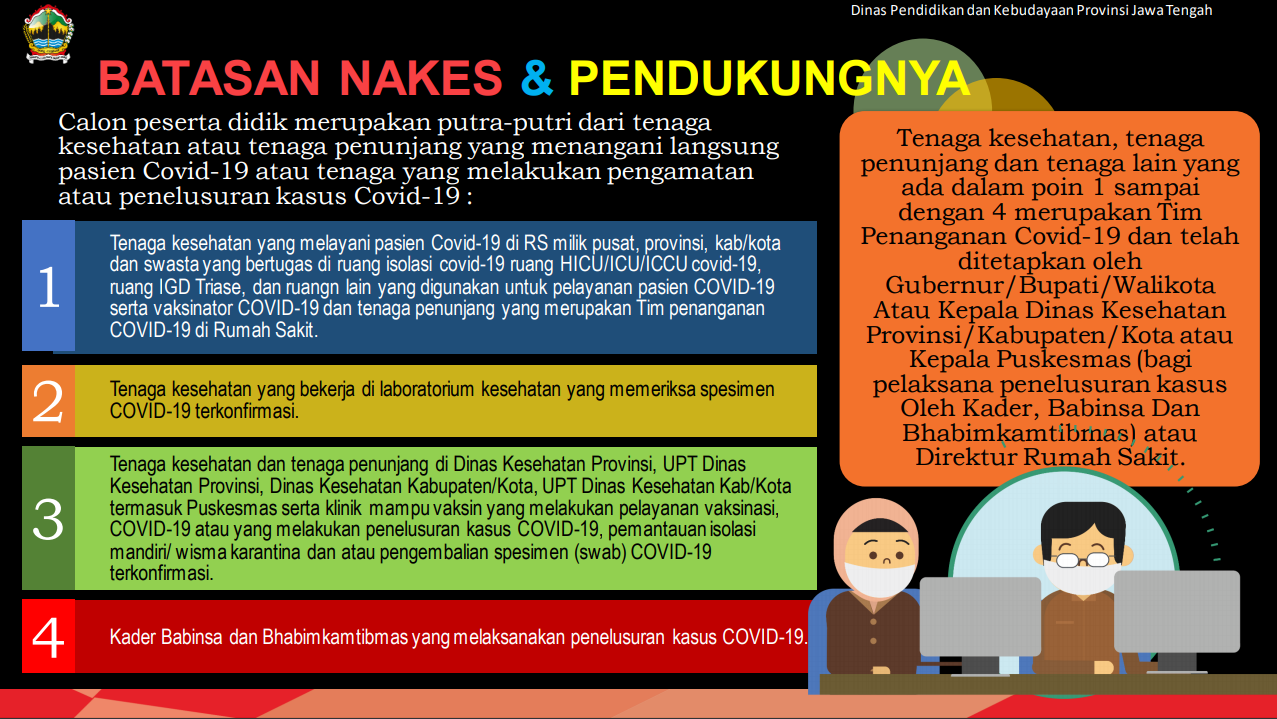 Dinas Pendidikan dan Kebudayaan Provinsi Jawa Tengah
BATASAN NAKES & PENDUKUNGNYA
Calon peserta didik merupakan putra-putri dari tenaga
kesehatan atau tenaga penunjang yang menangani langsung
pasien Covid-19 atau tenaga yang melakukan pengamatan
atau penelusuran kasus Covid-19 :
1
Tenaga kesehatan yang melayani pasien Covid-19 di RS milik pusat, provinsi, kab/kota
dan swasta yang bertugas di ruang isolasi covid-19 ruang HICU/ICU/ICCU covid-19,
ruang IGD Triase, dan ruangn lain yang digunakan untuk pelayanan pasien COVID-19
serta vaksinator COVID-19 dan tenaga penunjang yang merupakan Tim penanganan
COVID-19 di Rumah Sakit.
2
Tenaga kesehatan yang bekerja di laboratorium kesehatan yang memeriksa spesimen
COVID-19 terkonfirmasi.
3
Tenaga kesehatan dan tenaga penunjang di Dinas Kesehatan Provinsi, UPT Dinas
Kesehatan Provinsi, Dinas Kesehatan Kabupaten/Kota, UPT Dinas Kesehatan Kab/Kota
termasuk Puskesmas serta klinik mampu vaksin yang melakukan pelayanan vaksinasi,
COVID-19 atau yang melakukan penelusuran kasus COVID-19, pemantauan isolasi
mandiri/ wisma karantina dan atau pengembalian spesimen (swab) COVID-19
terkonfirmasi.
4
Kader Babinsa dan Bhabimkamtibmas yang melaksanakan penelusuran kasus COVID-19.
Tenaga kesehatan, tenaga
penunjang dan tenaga lain yang
ada dalam poin 1 sampai
dengan 4 merupakan Tim
Penanganan Covid-19 dan telah
ditetapkan oleh
Gubernur/Bupati/Walikota
Atau Kepala Dinas Kesehatan
Provinsi/Kabupaten/Kota atau
Kepala Puskesmas (bagi
pelaksana penelusuran kasus
Oleh Kader, Babinsa Dan
Bhabimkamtibmas) atau
Direktur Rumah Sakit.